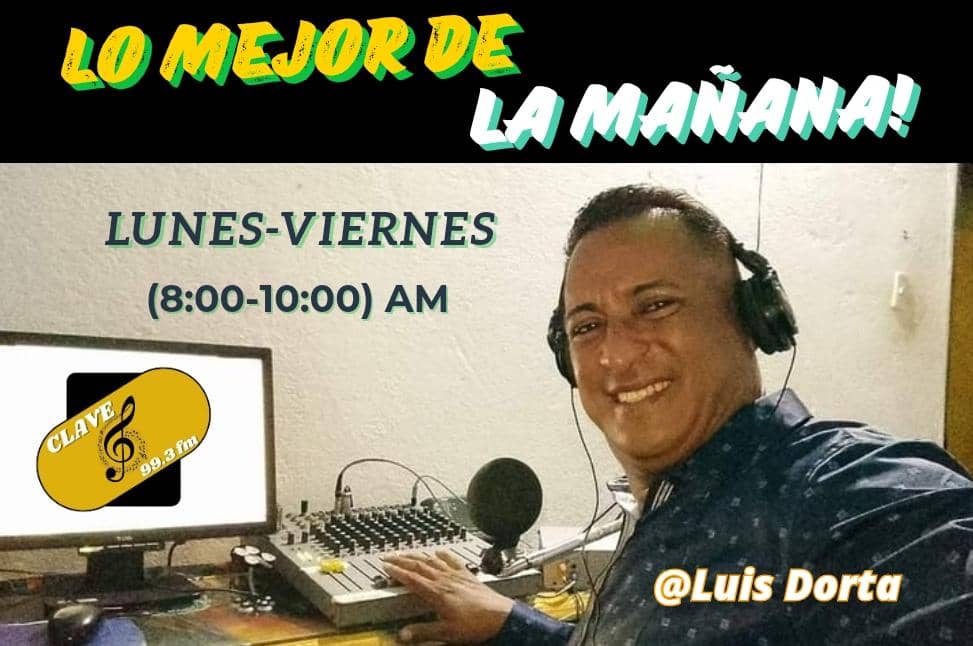 LO MEJOR DE
LA MAÑANA!
LUNES-VIERNES
(8:00-10:00) AM
CLAVE
99.3 fm
@Luis Dorta